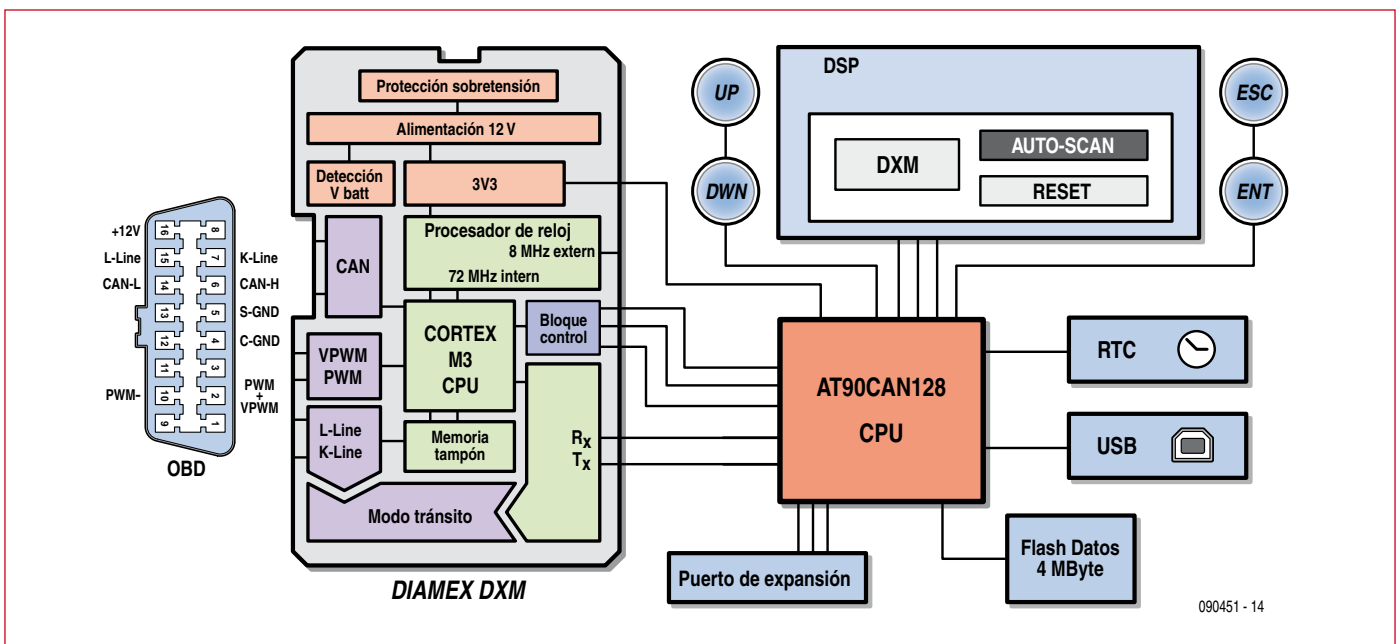 Protección sobretensión
Alimentación 12 V
Detección
V batt
3V3
Procesador de reloj
8 MHz extern
72 MHz intern
CAN
CORTEX
M3
CPU
Bloque
control
VPWM
PWM
L-Line
K-Line
Memoria
tampón
Rx
Tx
Modo tránsito
DIAMEX DXM
+12V
L-Line
CAN-L
PWM-
16
15
14
13
12
11
10
9
8
7
6
5
4
3
2
1
K-Line
CAN-H
S-GND
C-GND
PWM
+
VPWM
OBD
UP
DWN
DSP
DXM
AUTO-SCAN
RESET
ESC
ENT
AT90CAN128
CPU
RTC
USB
Flash Datos
4 MByte
Puerto de expansión
090451 - 14